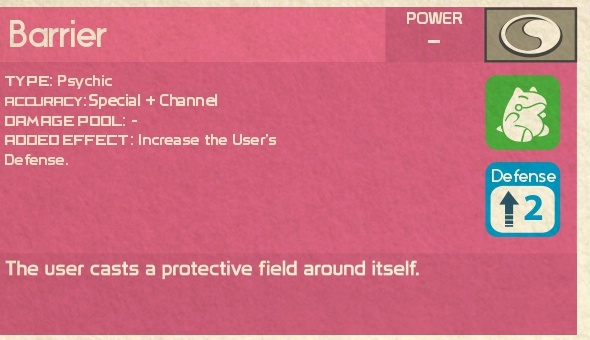 Barrier
POWER
–
TYPE: Psychic
ACCURACY: Special + Channel
DAMAGE POOL: -
ADDED EFFECT: Increase the User's
Defense.
Defense
2
The user casts a protective field around itself.